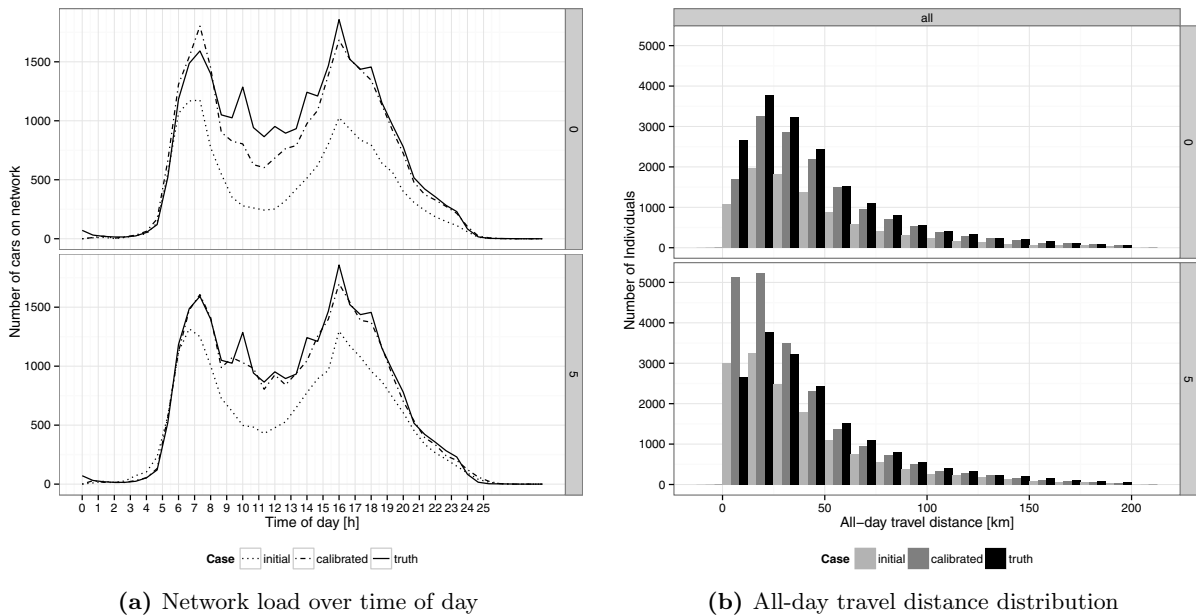 Number of cars on network
1500
1000
500
0
0
1500
1000
500
0
5
0 1 2 3 4 5 6 7 8 9 10 11 12 13 14 15 16 17 18 19 20 21 22 23 24 25
Time of day [h]
Case initial calibrated truth
(a) Network load over time of day
all
Number of Individuals
5000
4000
3000
2000
1000
0
0
5000
4000
3000
2000
1000
0
5
0 50 100 150 200
All−day travel distance [km]
Case initial calibrated truth
(b) All-day travel distance distribution